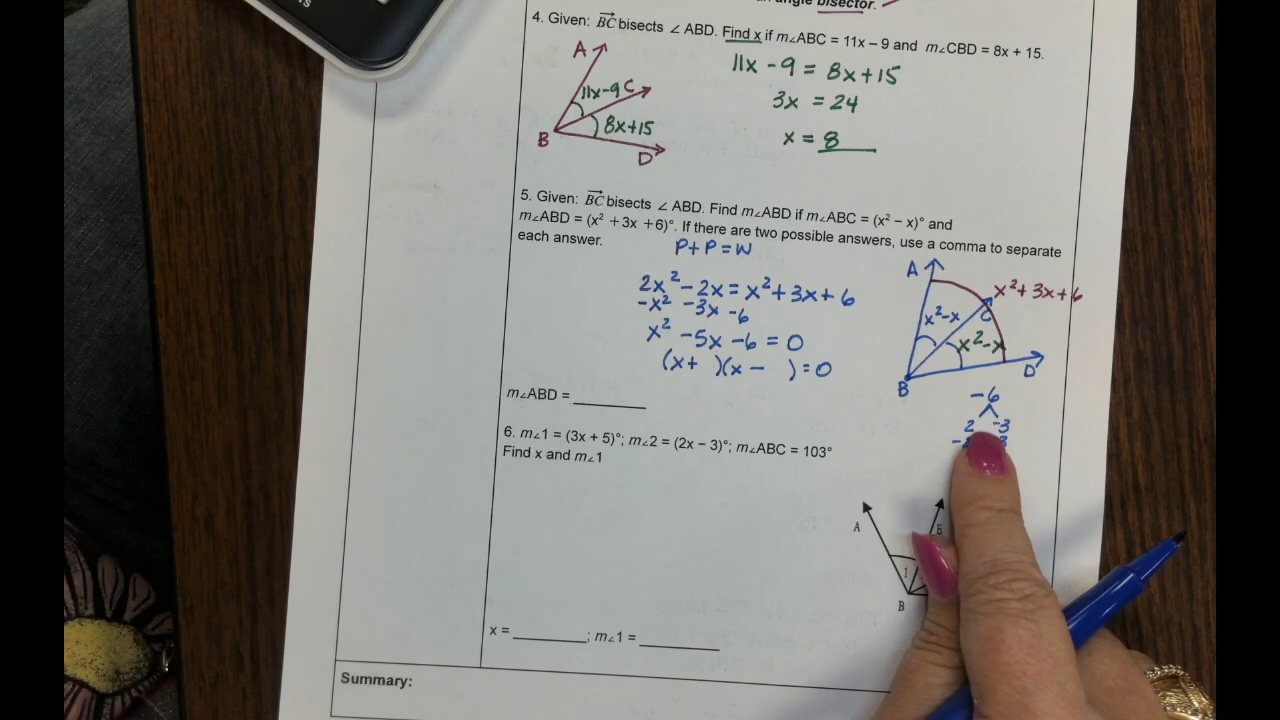 angle bisector.
4. Given: BC bisects ∠ ABD. Find x if m∠ABC = 11x – 9 and m∠CBD = 8x + 15.
A
11x-9
C
8x+15
B
D
11x - 9 = 8x+15
3x = 24
x = 8
5. Given: BC bisects ∠ ABD. Find m∠ABD if m∠ABC = (x² – x)° and
m∠ABD = (x² + 3x + 6)°. If there are two possible answers, use a comma to separate
each answer.
P+P=W
2x² - 2x = x² + 3x + 6
-x² -3x -6
x² -5x -6 = 0
(x+ )(x- )=0
A
x²+3x+6
C
x²-x
x²-x
B
D
-6
2 -3
m∠ABD = ______
6. m∠1 = (3x + 5)°; m∠2 = (2x – 3)°; m∠ABC = 103°
Find x and m∠1
A
1
B
x = ______; m∠1 = ______
Summary: